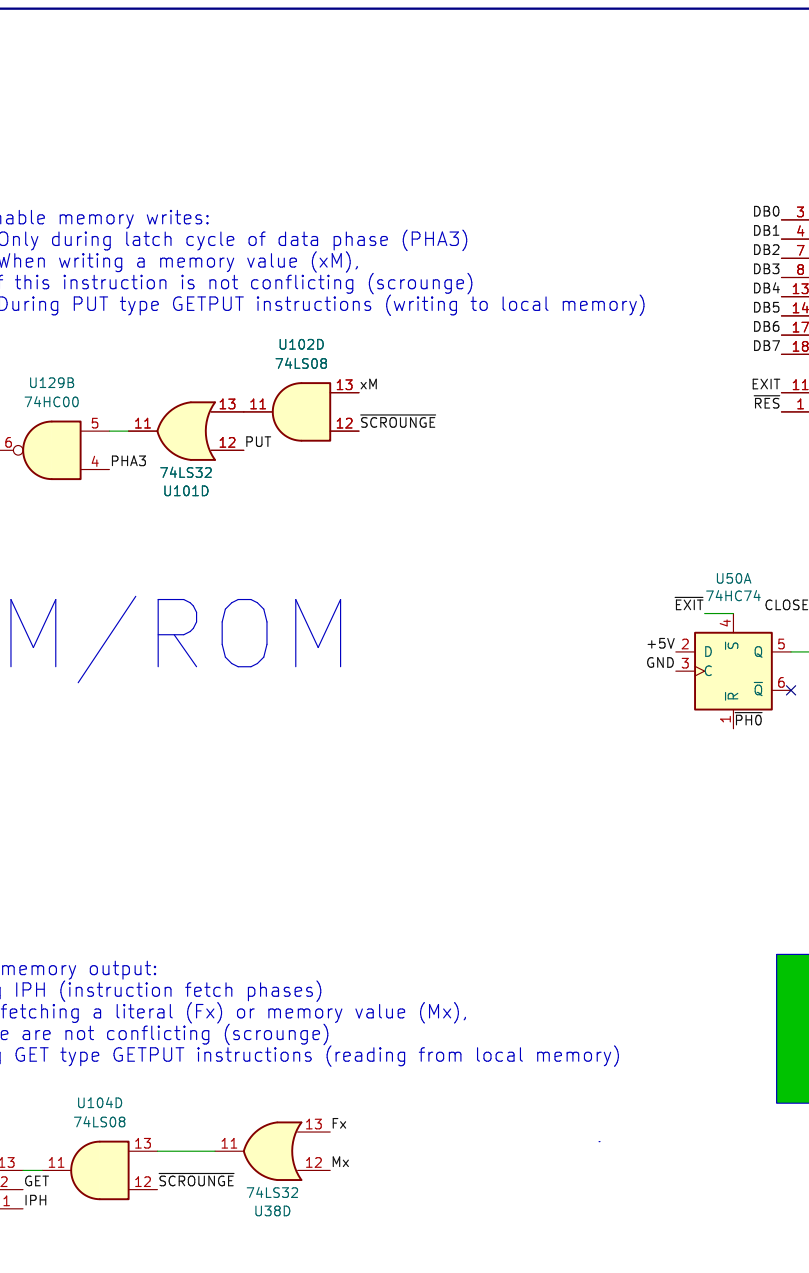 nable memory writes:
Only during latch cycle of data phase (PHA3)
When writing a memory value (xM),
f this instruction is not conflicting (scrounge)
During PUT type GETPUT instructions (writing to local memory)
DB0 3
DB1 4
DB2 7
DB3 8
DB4 13
DB5 14
DB6 17
DB7 18
EXIT 11
RES 1
U102D
74LS08
13 xM
12 SCROUNGE
U129B
74HC00
6
5
4 PHA3
11
13
11
12 PUT
74LS32
U101D
M/ROM
U50A
74HC74
EXIT
CLOSE
4
+5V 2 D
GND 3 C
S
R
Q 5
Q 6
1 PH0
memory output:
IPH (instruction fetch phases)
fetching a literal (Fx) or memory value (Mx),
e are not conflicting (scrounge)
GET type GETPUT instructions (reading from local memory)
U104D
74LS08
13
11
13 Fx
12 Mx
74LS32
U38D
13
11
12 SCROUNGE
2 GET
1 IPH